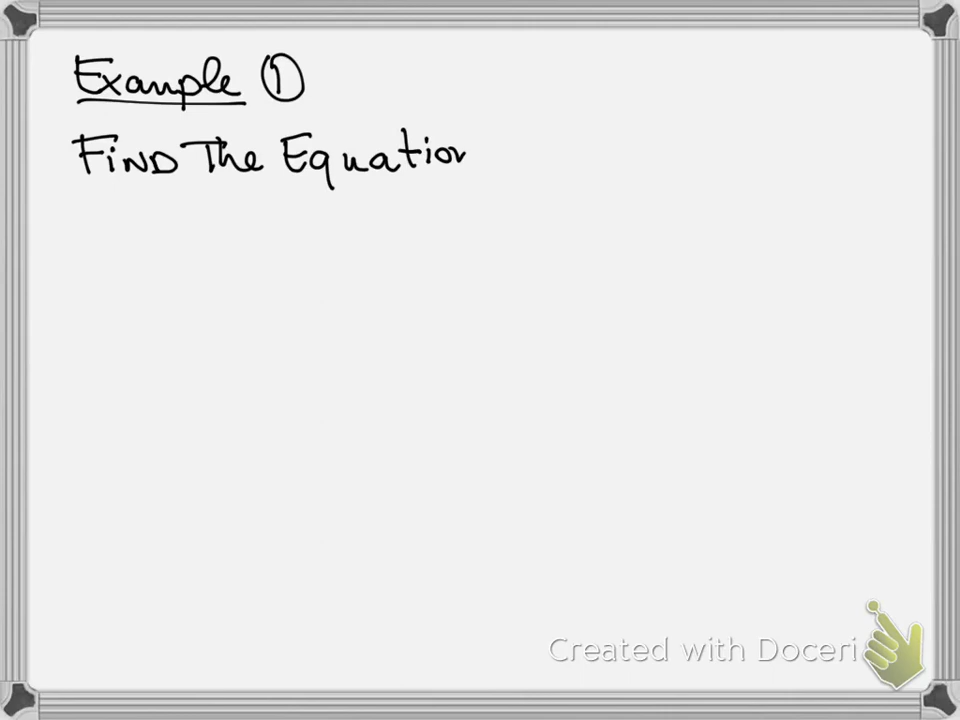 Example ①
Find The Equation
Created with Doceri